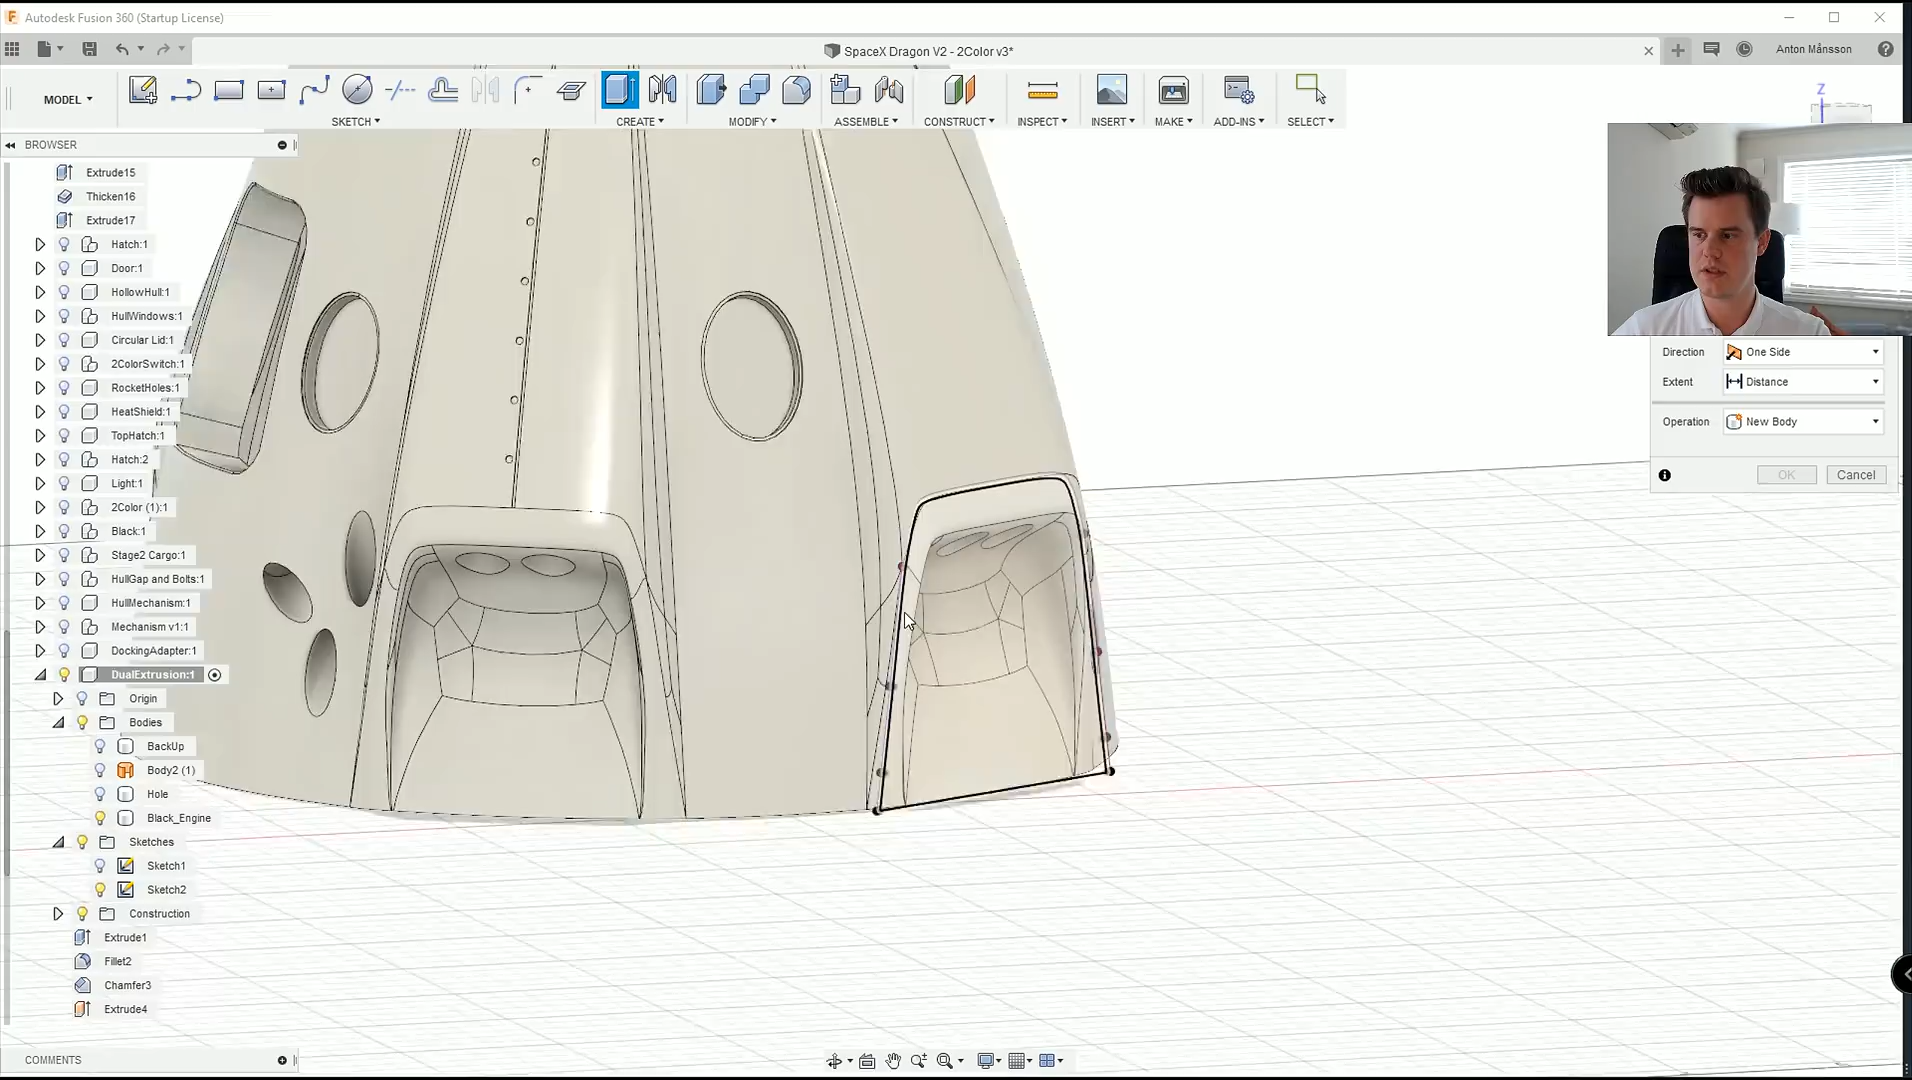 Autodesk Fusion 360 (Startup License)
SpaceX Dragon V2 - 2Color v3*
Anton Månsson
MODEL
SKETCH
CREATE
MODIFY
ASSEMBLE
CONSTRUCT
INSPECT
INSERT
MAKE
ADD-INS
SELECT
Z
BROWSER
Extrude15
Thicken16
Extrude17
Hatch:1
Door:1
HollowHull:1
HullWindows:1
Circular Lid:1
2ColorSwitch:1
RocketHoles:1
HeatShield:1
TopHatch:1
Hatch:2
Light:1
2Color (1):1
Black:1
Stage2 Cargo:1
HullGap and Bolts:1
HullMechanism:1
Mechanism v1:1
DockingAdapter:1
DualExtrusion:1
Origin
Bodies
BackUp
Body2 (1)
Hole
Black_Engine
Sketches
Sketch1
Sketch2
Construction
Extrude1
Fillet2
Chamfer3
Extrude4
Direction One Side
Extent Distance
Operation New Body
OK Cancel
COMMENTS